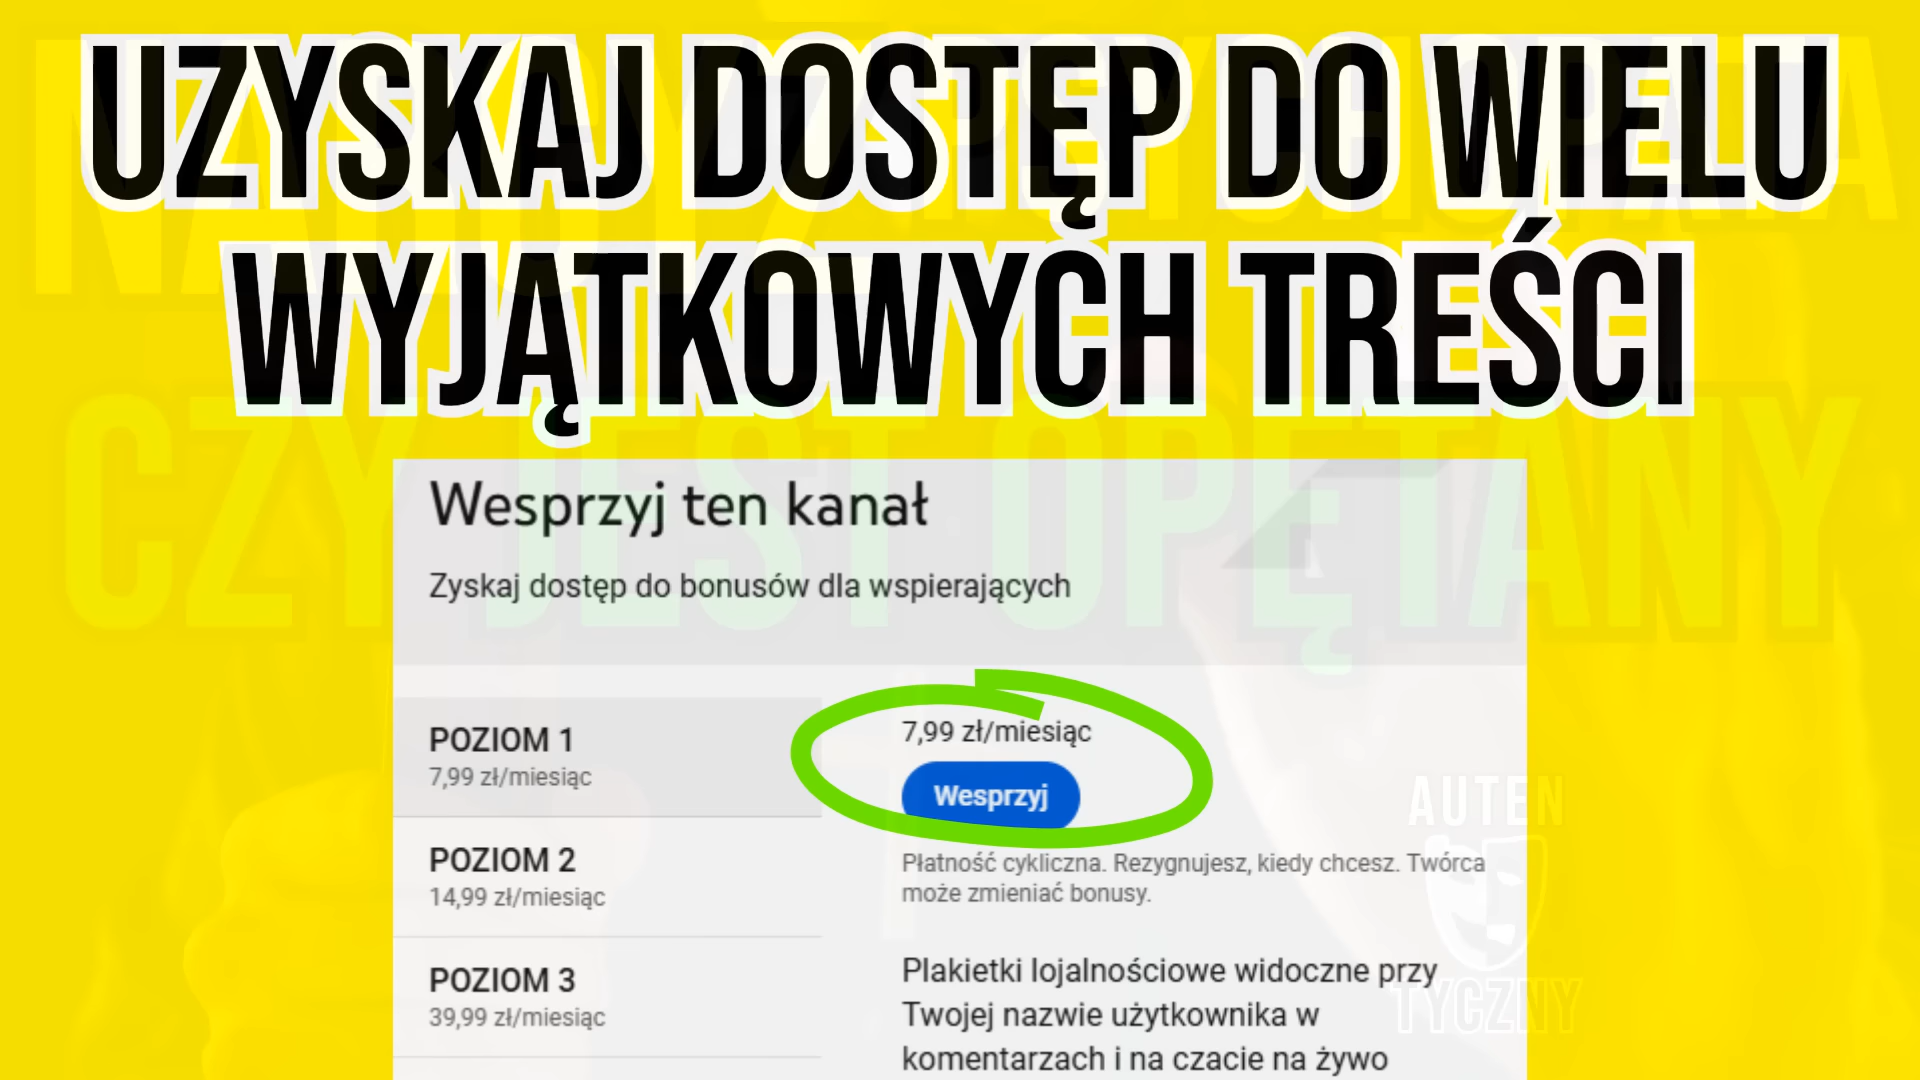 UZYSKAJ DOSTĘP DO WIELU
WYJĄTKOWYCH TREŚCI
CZY JEST OPĘTANY
Wesprzyj ten kanał
Zyskaj dostęp do bonusów dla wspierających
POZIOM 1
7,99 zł/miesiąc
POZIOM 2
14,99 zł/miesiąc
POZIOM 3
39,99 zł/miesiąc
7,99 zł/miesiąc
Wesprzyj
Płatność cykliczna. Rezygnujesz, kiedy chcesz. Twórca
może zmieniać bonusy.
Plakietki lojalnościowe widoczne przy
Twojej nazwie użytkownika w
komentarzach i na czacie na żywo
AUTEN
TYCZNY